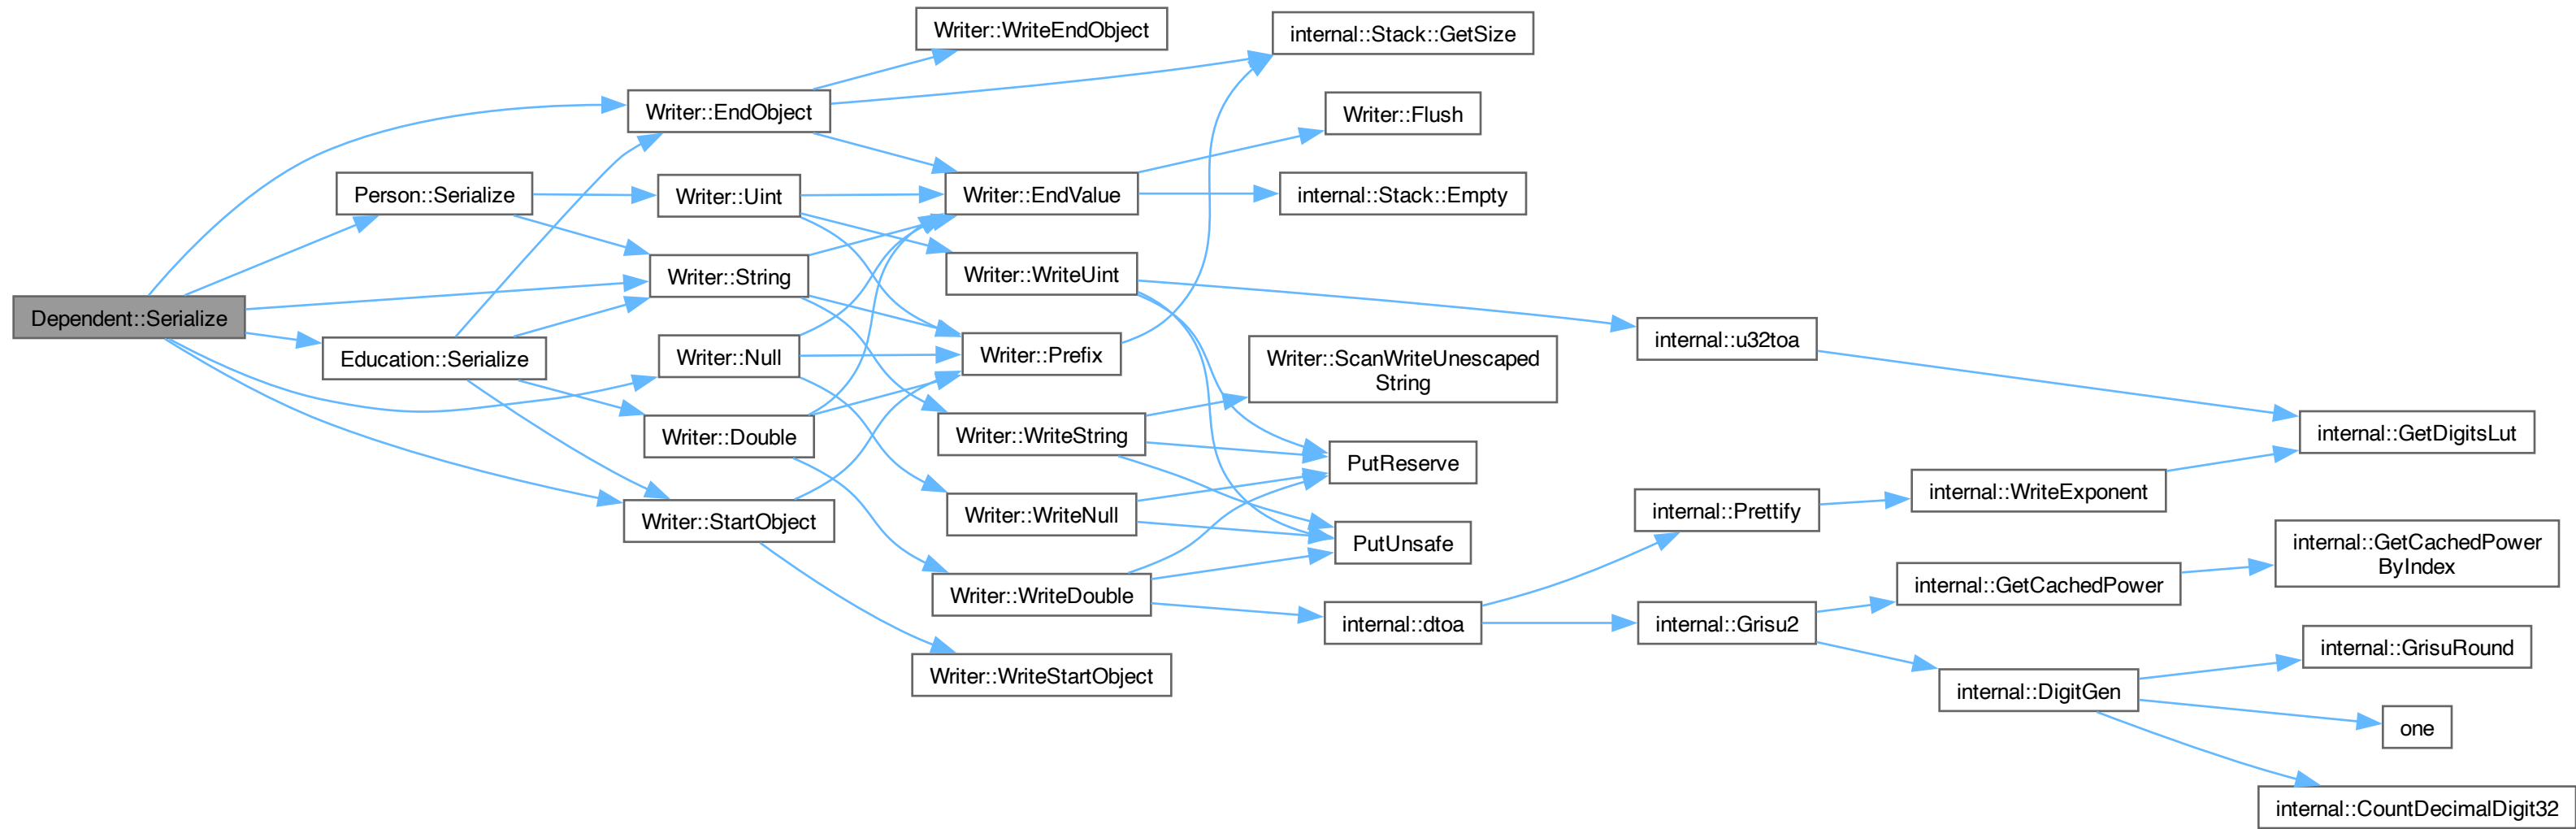 Dependent::Serialize
Person::Serialize
Education::Serialize
Writer::EndObject
Writer::Uint
Writer::String
Writer::Null
Writer::Double
Writer::StartObject
Writer::WriteEndObject
Writer::EndValue
Writer::WriteUint
Writer::Prefix
Writer::WriteString
Writer::WriteNull
Writer::WriteDouble
Writer::WriteStartObject
internal::Stack::GetSize
Writer::Flush
internal::Stack::Empty
Writer::ScanWriteUnescaped
String
PutReserve
PutUnsafe
internal::dtoa
internal::u32toa
internal::Prettify
internal::Grisu2
internal::WriteExponent
internal::GetCachedPower
internal::DigitGen
internal::GetDigitsLut
internal::GetCachedPower
ByIndex
internal::GrisuRound
one
internal::CountDecimalDigit32